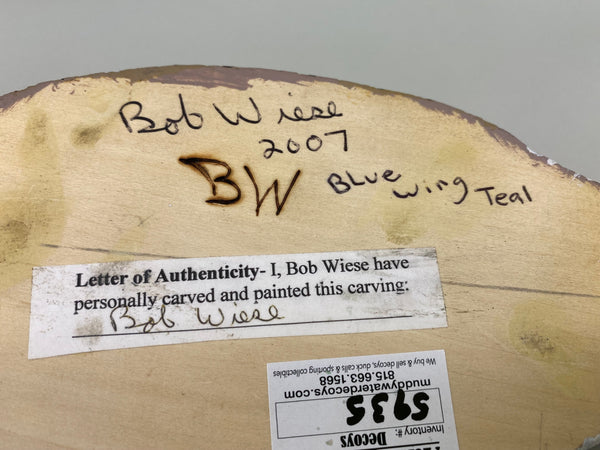 Bob Wiese
2007
BW
Blue Wing Teal
Letter of Authenticity- I, Bob Wiese have
personally carved and painted this carving:
Bob Wiese
We buy & sell decoys, duck calls & sporting collectibles
815.663.1568
muddywaterdecoys.com
5935
Inventory#:
Decoys